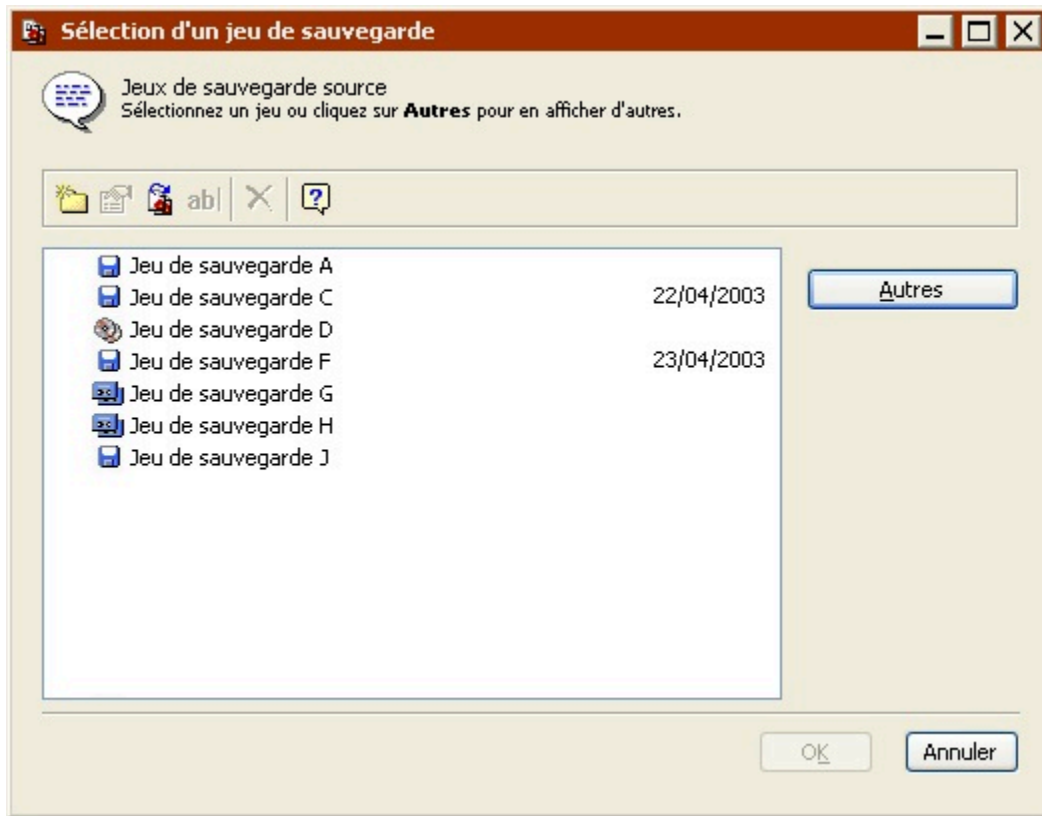 Sélection d'un jeu de sauvegarde
Jeux de sauvegarde source
Sélectionnez un jeu ou cliquez sur Autres pour en afficher d'autres.
ab|
Jeu de sauvegarde A
Jeu de sauvegarde C 22/04/2003
Jeu de sauvegarde D
Jeu de sauvegarde F 23/04/2003
Jeu de sauvegarde G
Jeu de sauvegarde H
Jeu de sauvegarde J
Autres
OK
Annuler